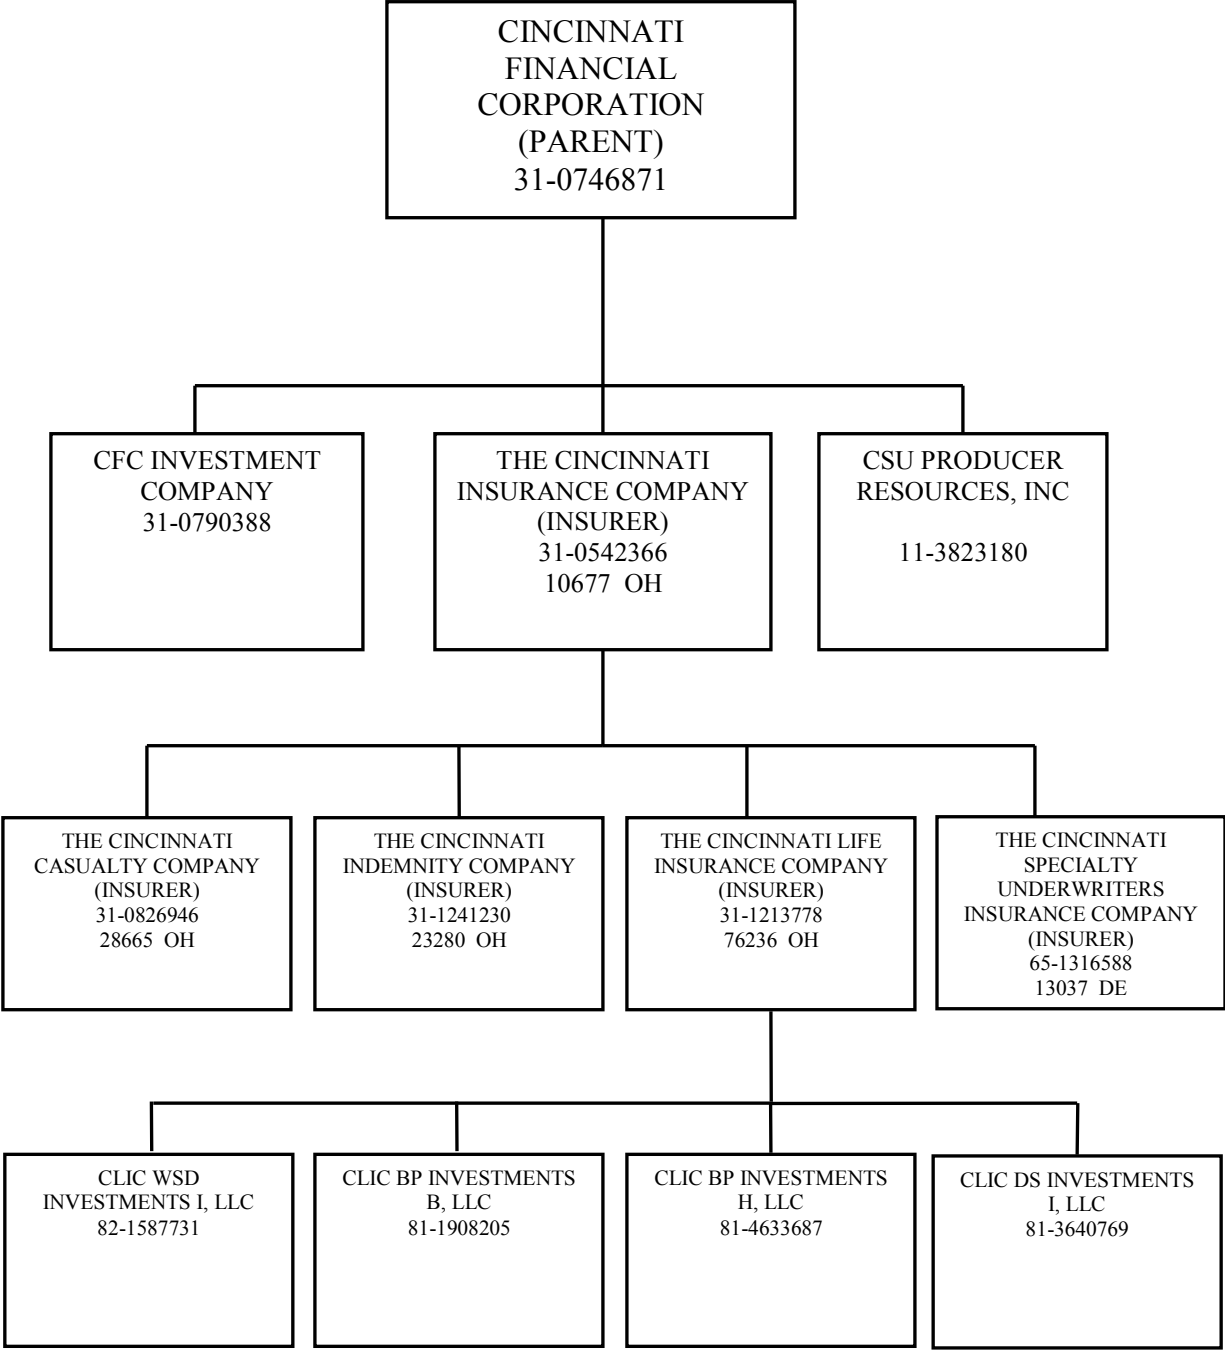 CINCINNATI
FINANCIAL
CORPORATION
(PARENT)
31-0746871
CFC INVESTMENT
COMPANY
31-0790388
THE CINCINNATI
INSURANCE COMPANY
(INSURER)
31-0542366
10677 OH
CSU PRODUCER
RESOURCES, INC
11-3823180
THE CINCINNATI
CASUALTY COMPANY
(INSURER)
31-0826946
28665 OH
THE CINCINNATI
INDEMNITY COMPANY
(INSURER)
31-1241230
23280 OH
THE CINCINNATI LIFE
INSURANCE COMPANY
(INSURER)
31-1213778
76236 OH
THE CINCINNATI
SPECIALTY
UNDERWRITERS
INSURANCE COMPANY
(INSURER)
65-1316588
13037 DE
CLIC WSD
INVESTMENTS I, LLC
82-1587731
CLIC BP INVESTMENTS
B, LLC
81-1908205
CLIC BP INVESTMENTS
H, LLC
81-4633687
CLIC DS INVESTMENTS
I, LLC
81-3640769